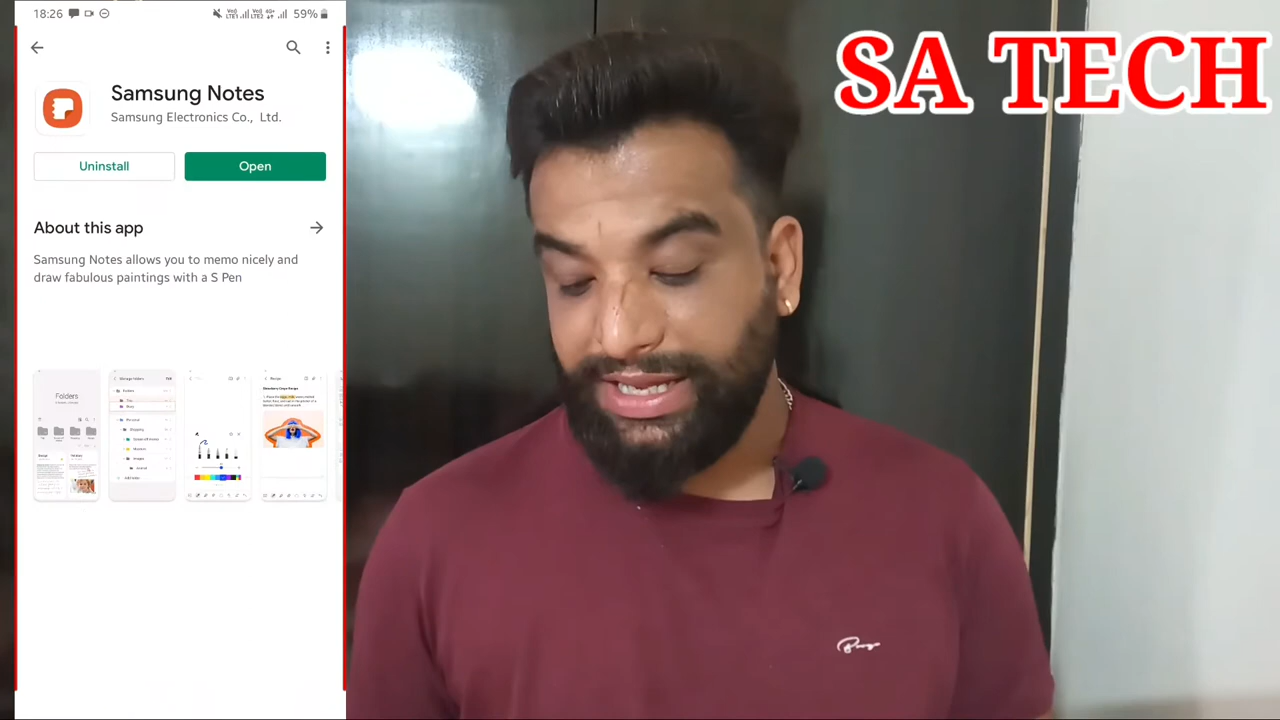 18:26
59%
SA TECH
Samsung Notes
Samsung Electronics Co., Ltd.
Uninstall
Open
About this app
Samsung Notes allows you to memo nicely and
draw fabulous paintings with a S Pen
Folders